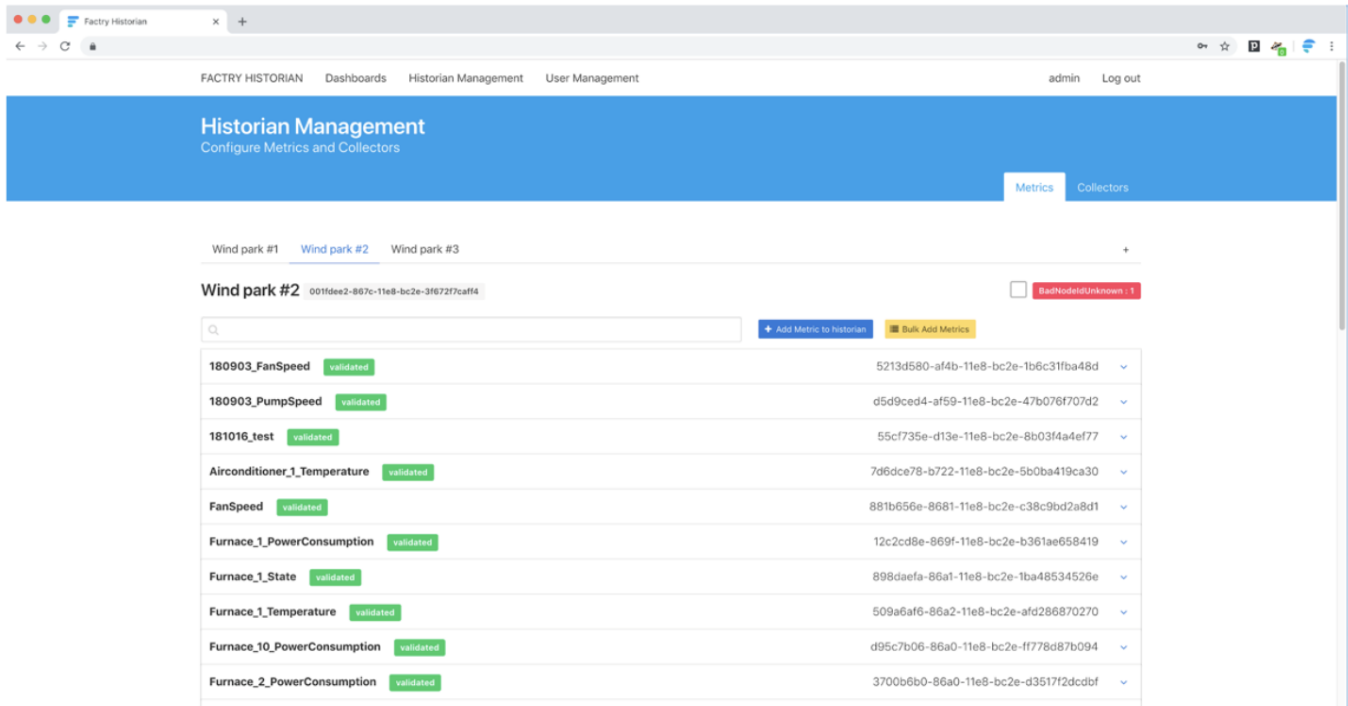 Factry Historian
FACTRY HISTORIAN Dashboards Historian Management User Management admin Log out
Historian Management
Configure Metrics and Collectors
Metrics Collectors
Wind park #1 Wind park #2 Wind park #3 +
Wind park #2 001fdee2-867c-11e8-bc2e-3f672f7caff4 BadNodeIdUnknown : 1
+ Add Metric to historian Bulk Add Metrics
180903_FanSpeed validated 5213d580-af4b-11e8-bc2e-1b6c31fba48d
180903_PumpSpeed validated d5d9ced4-af59-11e8-bc2e-47b076f707d2
181016_test validated 55cf735e-d13e-11e8-bc2e-8b03f4a4ef77
Airconditioner_1_Temperature validated 7d6dce78-b722-11e8-bc2e-5b0ba419ca30
FanSpeed validated 881b656e-8681-11e8-bc2e-c38c9bd2a8d1
Furnace_1_PowerConsumption validated 12c2cd8e-869f-11e8-bc2e-b361ae658419
Furnace_1_State validated 898daefa-86a1-11e8-bc2e-1ba48534526e
Furnace_1_Temperature validated 509a6af6-86a2-11e8-bc2e-afd286870270
Furnace_10_PowerConsumption validated d95c7b06-86a0-11e8-bc2e-ff778d87b094
Furnace_2_PowerConsumption validated 3700b6b0-86a0-11e8-bc2e-d3517f2dcdbf